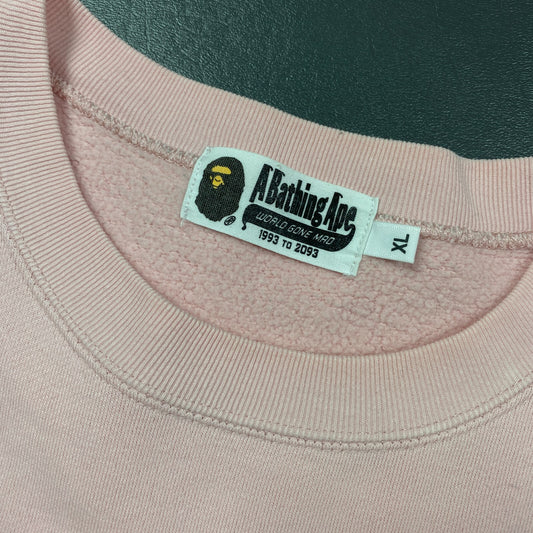 A Bathing Ape
WORLD GONE MAD
1993 TO 2093
XL